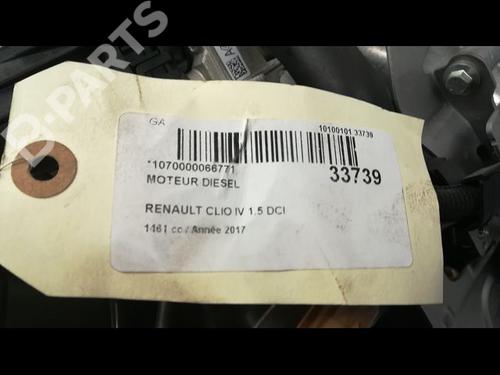 B-PARTS
GA
10100101.33739
*1070000066771
33739
MOTEUR DIESEL
RENAULT CLIO IV 1.5 DCI
1461 cc / Année 2017